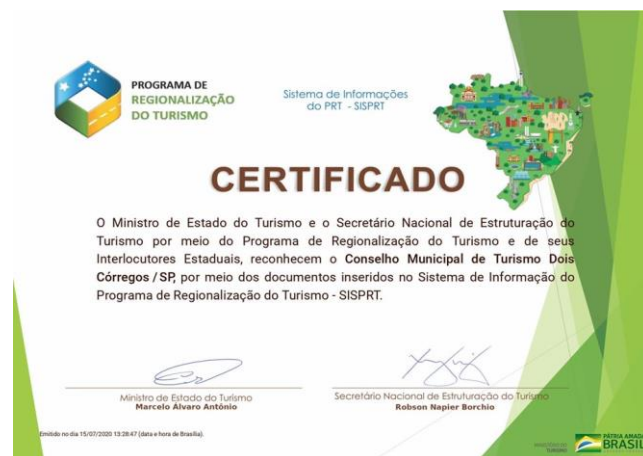 PROGRAMA DE
REGIONALIZAÇÃO
DO TURISMO
Sistema de Informações
do PRT - SISPRT
CERTIFICADO
O Ministro de Estado do Turismo e o Secretário Nacional de Estruturação do
Turismo por meio do Programa de Regionalização do Turismo e de seus
Interlocutores Estaduais, reconhecem o Conselho Municipal de Turismo Dois
Córregos / SP, por meio dos documentos inseridos no Sistema de Informação do
Programa de Regionalização do Turismo - SISPRT.
Ministro de Estado do Turismo
Marcelo Álvaro Antônio
Secretário Nacional de Estruturação do Turismo
Robson Napier Borchio
Emitido no dia 15/07/2020 13:28:47 (data e hora de Brasília).
MINISTÉRIO DO
TURISMO
PÁTRIA AMADA
BRASIL